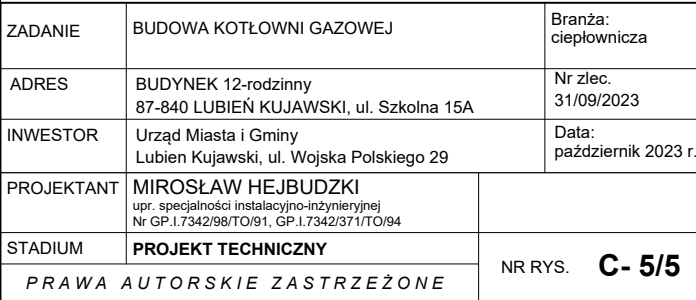 ZADANIE
BUDOWA KOTŁOWNI GAZOWEJ
Branża:
ciepłownicza
ADRES
BUDYNEK 12-rodzinny
87-840 LUBIEŃ KUJAWSKI, ul. Szkolna 15A
Nr zlec.
31/09/2023
INWESTOR
Urząd Miasta i Gminy
Lubien Kujawski, ul. Wojska Polskiego 29
Data:
październik 2023 r.
PROJEKTANT
MIROSŁAW HEJBUDZKI
upr. specjalności instalacyjno-inżynieryjnej
Nr GP.I.7342/98/TO/91, GP.I.7342/371/TO/94
STADIUM
PROJEKT TECHNICZNY
PRAWA AUTORSKIE ZASTRZEŻONE
NR RYS. C- 5/5